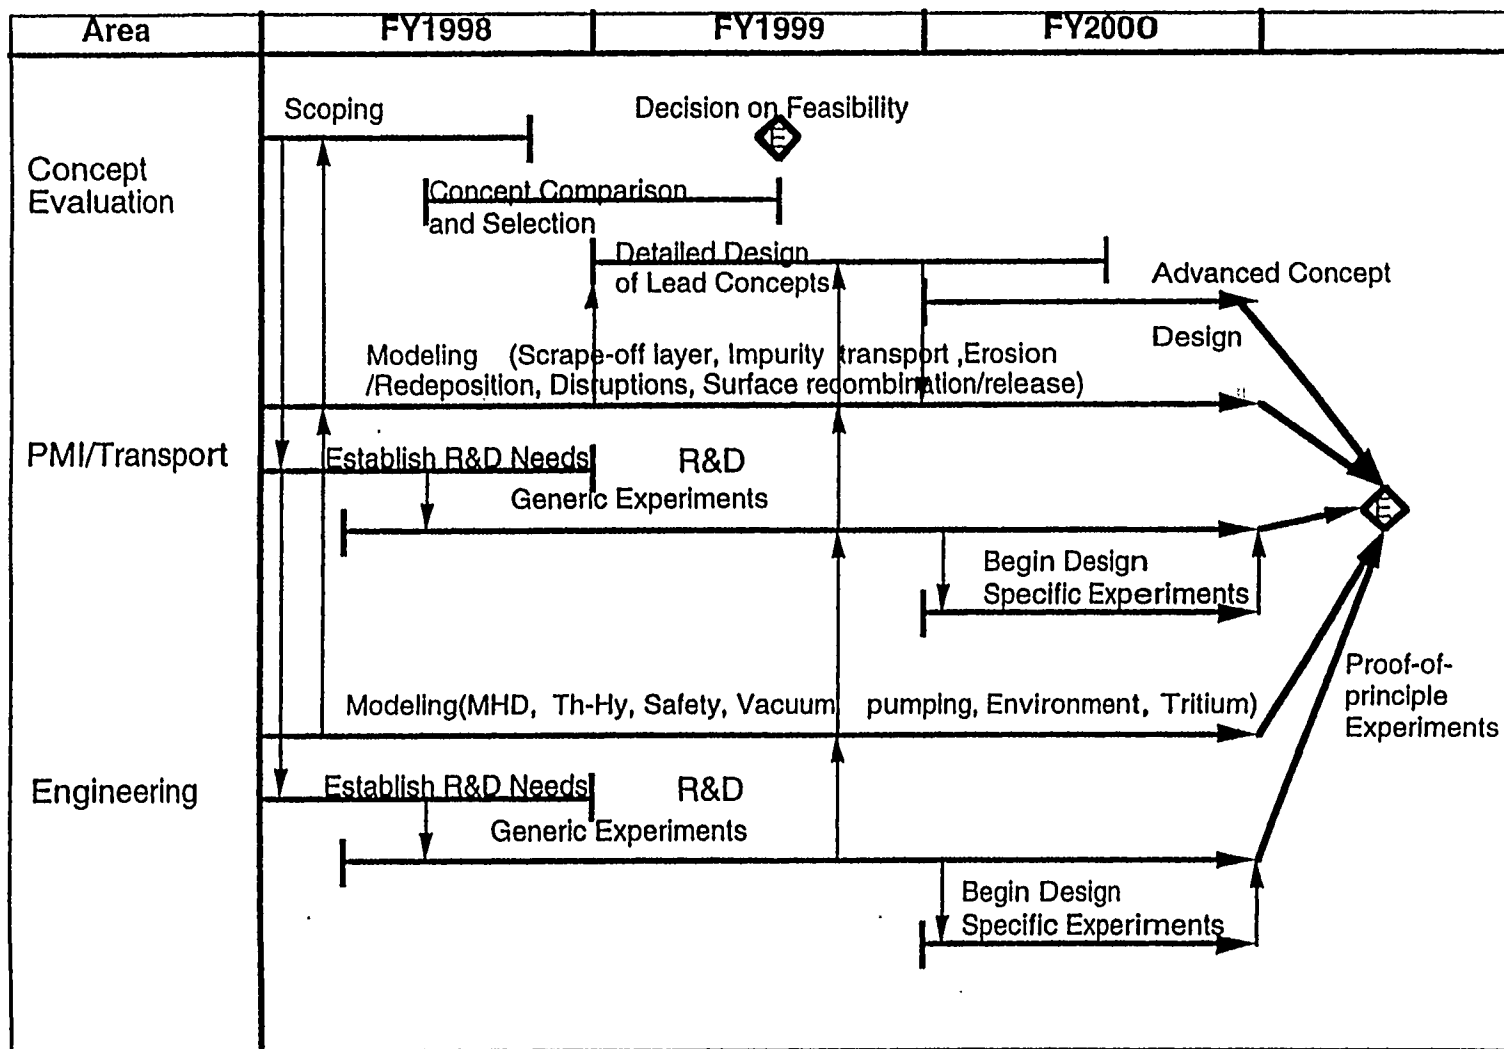 Area FY1998 FY1999 FY2000
Scoping
Decision on Feasibility
E
Concept
Evaluation
Concept Comparison
and Selection
Detailed Design
of Lead Concepts
Advanced Concept
Design
Modeling (Scrape-off layer, Impurity transport ,Erosion
/Redeposition, Disruptions, Surface recombination/release)
PMI/Transport
Establish R&D Needs
R&D
Generic Experiments
E
Begin Design
Specific Experiments
Proof-of-
principle
Experiments
Modeling(MHD, Th-Hy, Safety, Vacuum pumping, Environment, Tritium)
Engineering
Establish R&D Needs
R&D
Generic Experiments
Begin Design
Specific Experiments